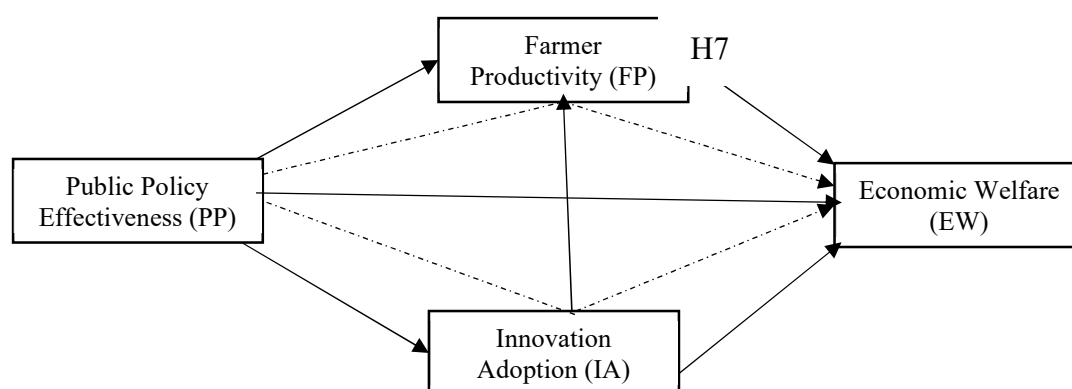 Farmer
Productivity (FP)
H7
Public Policy
Effectiveness (PP)
Economic Welfare
(EW)
Innovation
Adoption (IA)